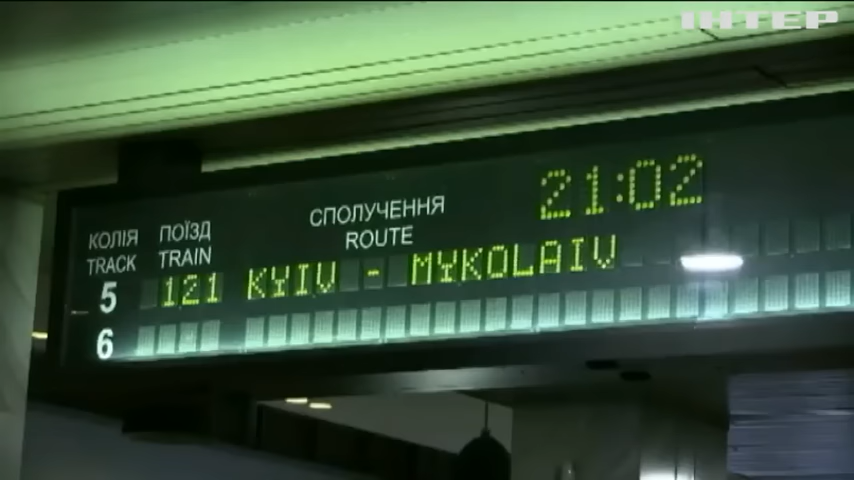 ІНТЕР
21:02
КОЛІЯ ПОЇЗД СПОЛУЧЕННЯ
TRACK TRAIN ROUTE
5 121 KYIV - MYKOLAIV
6